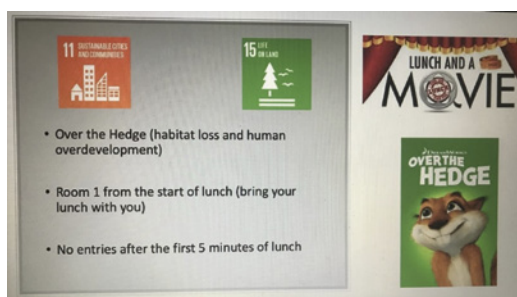 11 SUSTAINABLE CITIES
AND COMMUNITIES
15 LIFE
ON LAND
• Over the Hedge (habitat loss and human
overdevelopment)
• Room 1 from the start of lunch (bring your
lunch with you)
• No entries after the first 5 minutes of lunch
LUNCH AND A
MOVIE
OVER THE
HEDGE